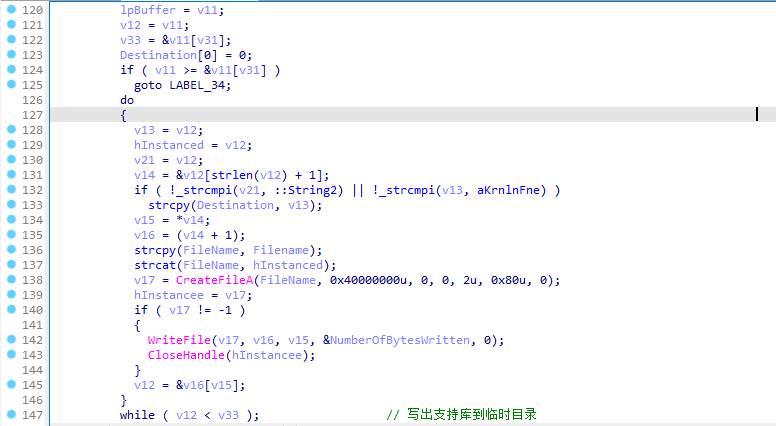 120 lpBuffer = v11;
121 v12 = v11;
122 v33 = &v11[v31];
123 Destination[0] = 0;
124 if ( v11 >= &v11[v31] )
125 goto LABEL_34;
126 do
127 {
128 v13 = v12;
129 hInstanced = v12;
130 v21 = v12;
131 v14 = &v12[strlen(v12) + 1];
132 if ( !_strcmpi(v21, ::String2) || !_strcmpi(v13, aKrnlnFne) )
133 strcpy(Destination, v13);
134 v15 = *v14;
135 v16 = (v14 + 1);
136 strcpy(FileName, Filename);
137 strcat(FileName, hInstanced);
138 v17 = CreateFileA(FileName, 0x40000000u, 0, 0, 2u, 0x80u, 0);
139 hInstancee = v17;
140 if ( v17 != -1 )
141 {
142 WriteFile(v17, v16, v15, &NumberOfBytesWritten, 0);
143 CloseHandle(hInstancee);
144 }
145 v12 = &v16[v15];
146 }
147 while ( v12 < v33 ); // 写出支持库到临时目录